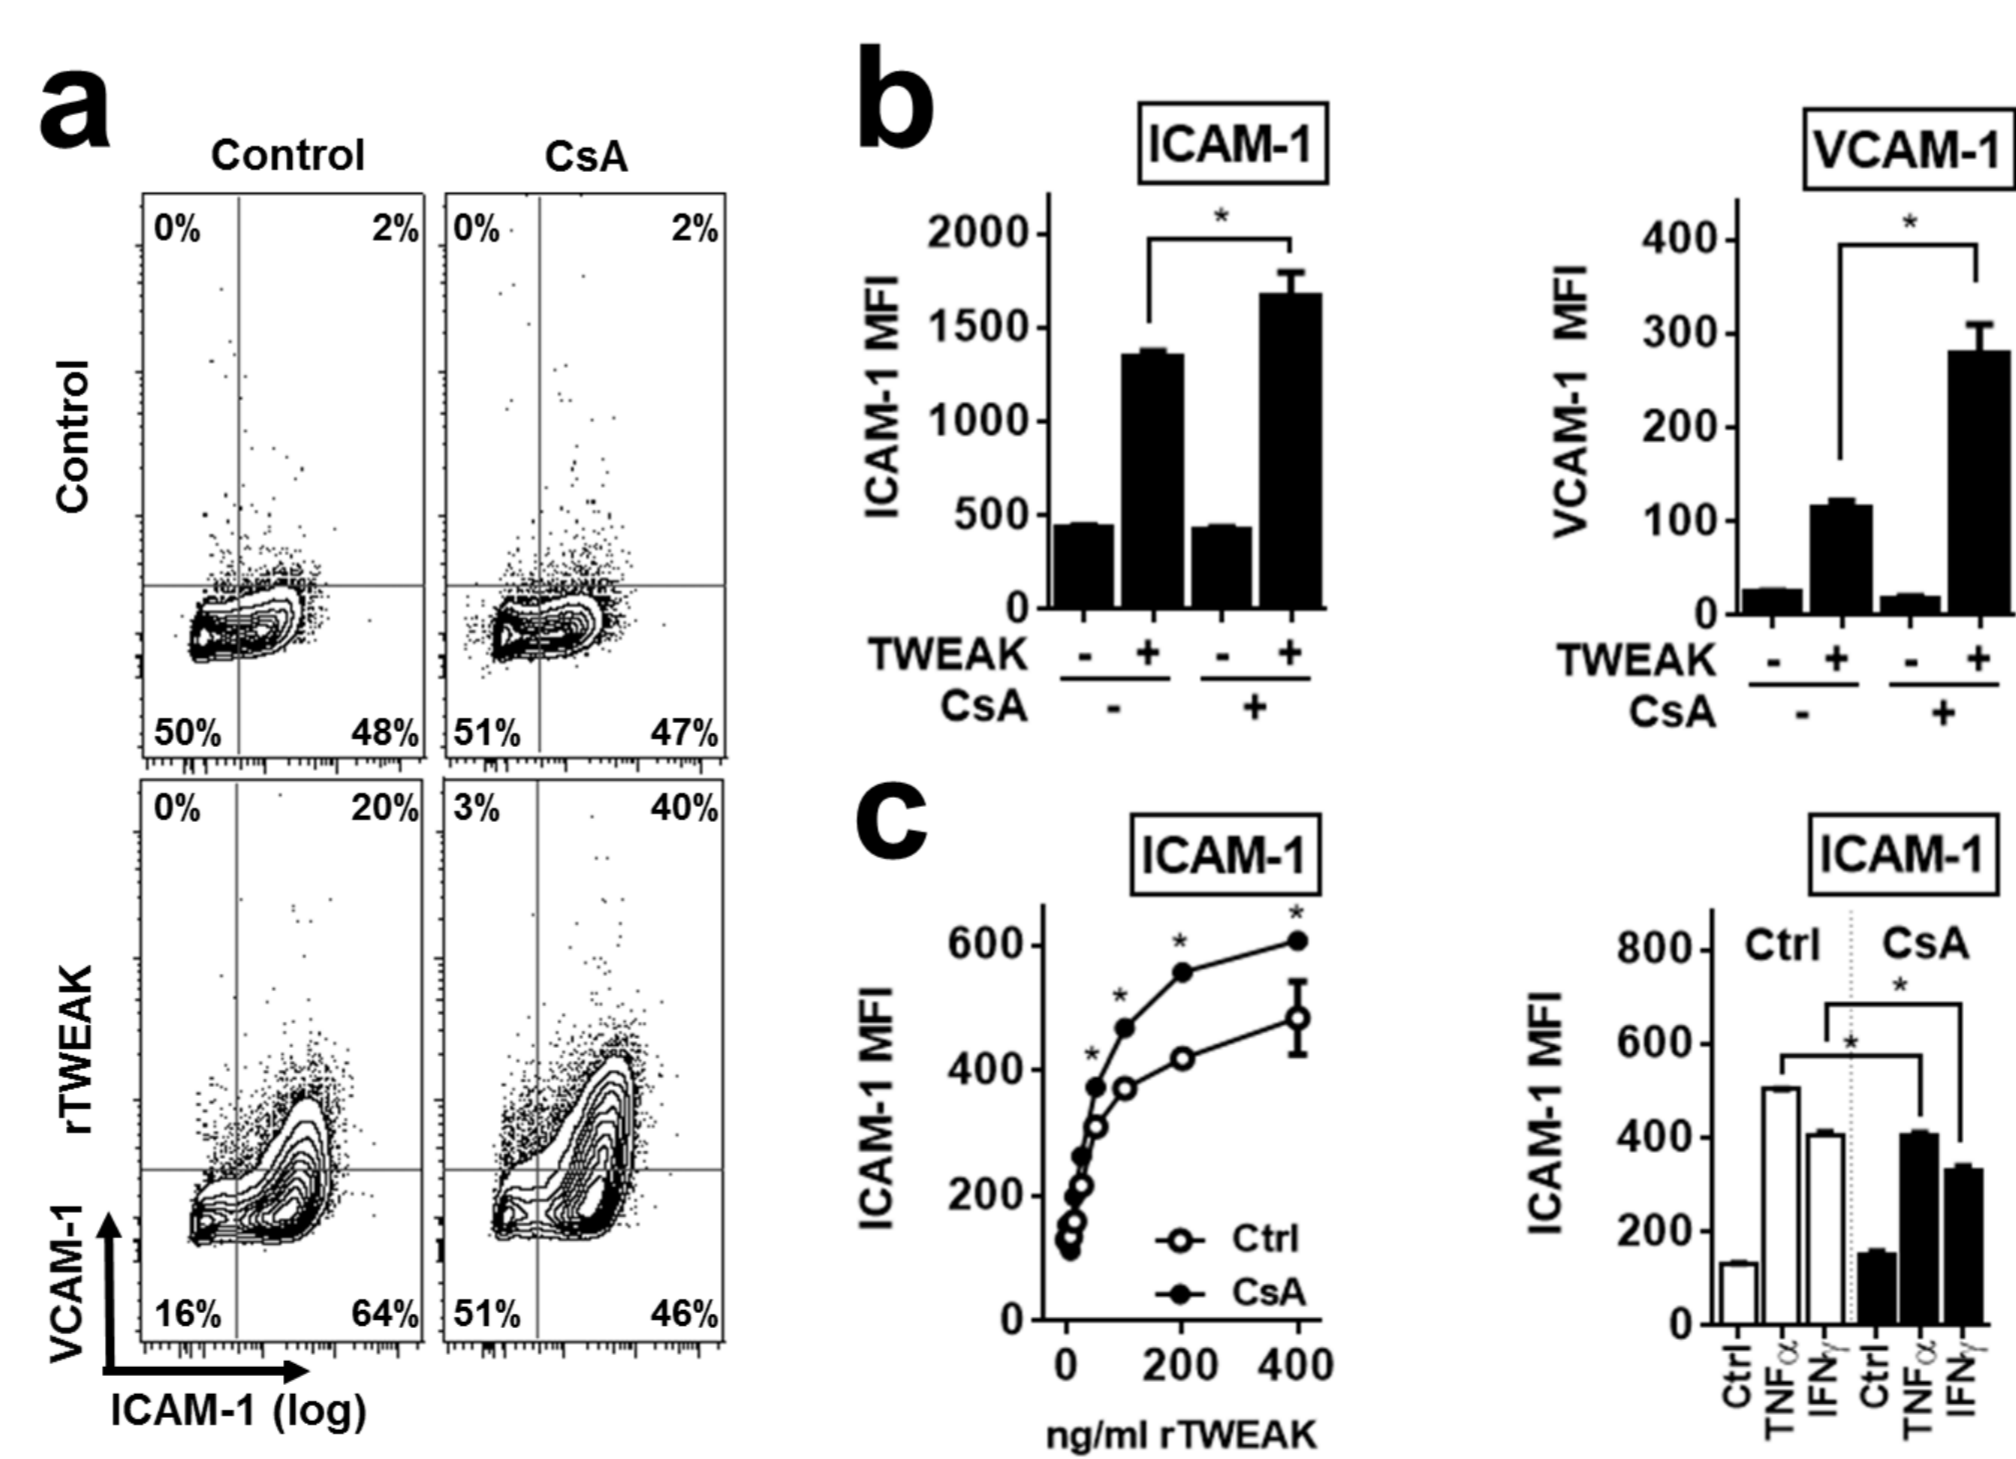 a
Control CsA
Control
0% 2%
50% 48%
0% 2%
51% 47%
rTWEAK
0% 20%
16% 64%
3% 40%
51% 46%
VCAM-1
ICAM-1 (log)
b
ICAM-1
ICAM-1 MFI
2000
1500
1000
500
0
*
TWEAK - + - +
CsA - +
VCAM-1
VCAM-1 MFI
400
300
200
100
0
*
TWEAK - + - +
CsA - +
c
ICAM-1
ICAM-1 MFI
600
400
200
0
* * * *
Ctrl
CsA
0 200 400
ng/ml rTWEAK
ICAM-1
ICAM-1 MFI
800
600
400
200
0
Ctrl CsA
*
*
Ctrl
TNFα
IFNγ
Ctrl
TNFα
IFNγ